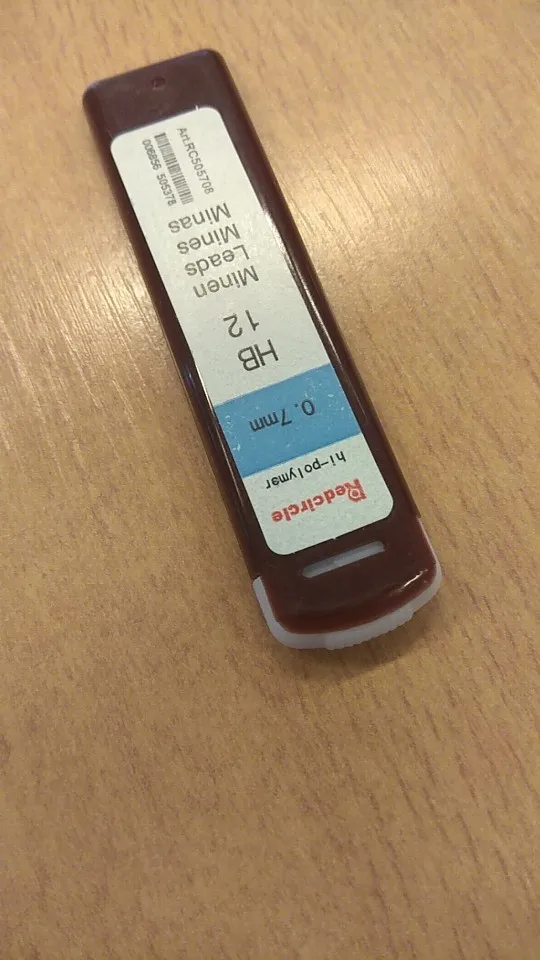 Redcircle
hi-polymer
0.7mm
HB
12
Minen
Leads
Mines
Minas
Art.RC505708
006856 505378